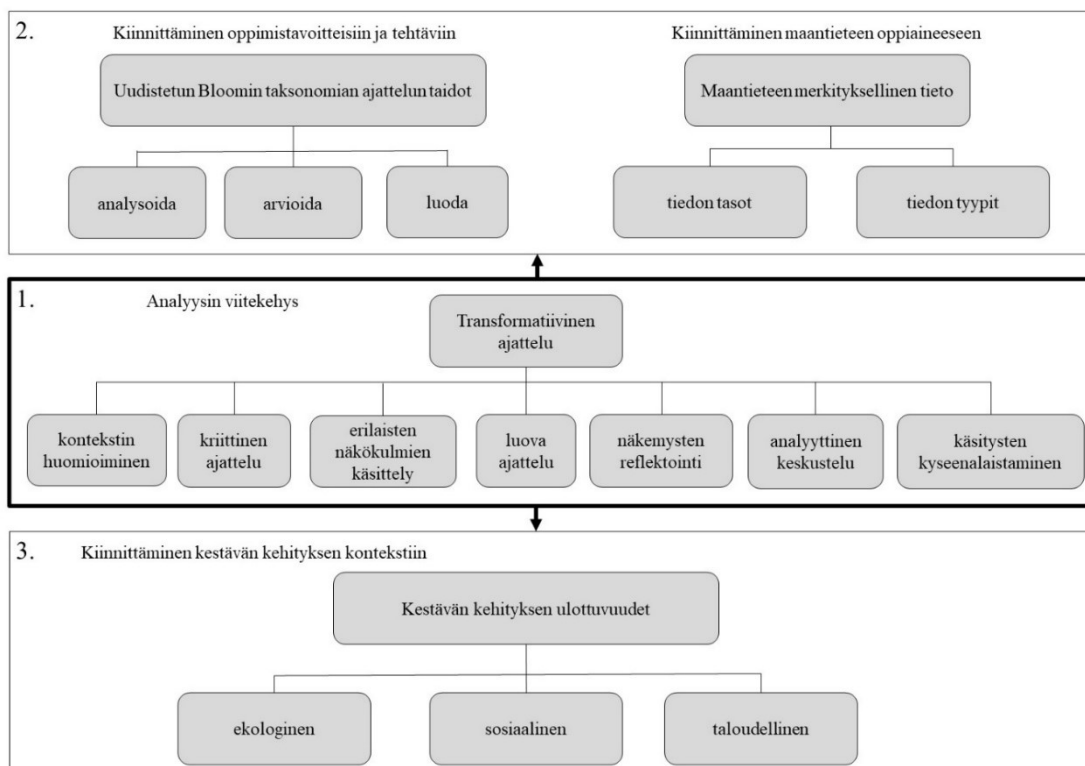 2.
Kiinnittäminen oppimistavoitteisiin ja tehtäviin
Uudistetun Bloomin taksonomian ajattelun taidot
analysoida
arvioida
luoda
Kiinnittäminen maantieteen oppiaineeseen
Maantieteen merkityksellinen tieto
tiedon tasot
tiedon tyypit
1.
Analyysin viitekehys
Transformatiivinen
ajattelu
kontekstin
huomioiminen
kriittinen
ajattelu
erilaisten
näkökulmien
käsittely
luova
ajattelu
näkemysten
reflektointi
analyyttinen
keskustelu
käsitysten
kyseenalaistaminen
3.
Kiinnittäminen kestävän kehityksen kontekstiin
Kestävän kehityksen ulottuvuudet
ekologinen
sosiaalinen
taloudellinen